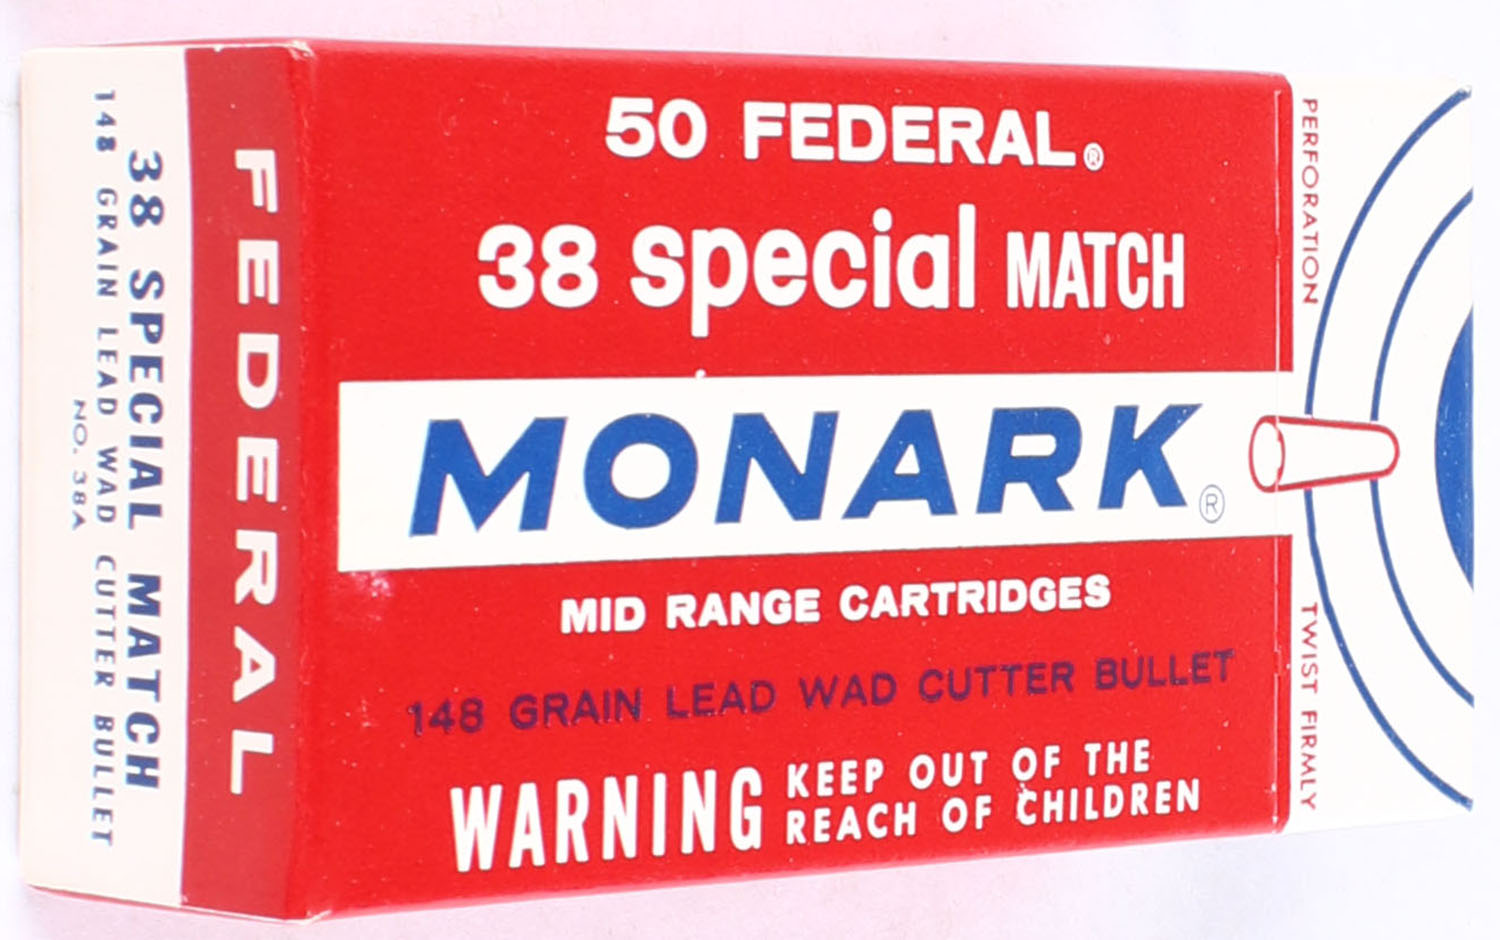 50 FEDERAL®
38 special MATCH
MONARK®
MID RANGE CARTRIDGES
148 GRAIN LEAD WAD CUTTER BULLET
WARNING KEEP OUT OF THE
REACH OF CHILDREN
FEDERAL
38 SPECIAL MATCH
148 GRAIN LEAD WAD CUTTER BULLET
NO. 38A
PERFORATION TWIST FIRMLY